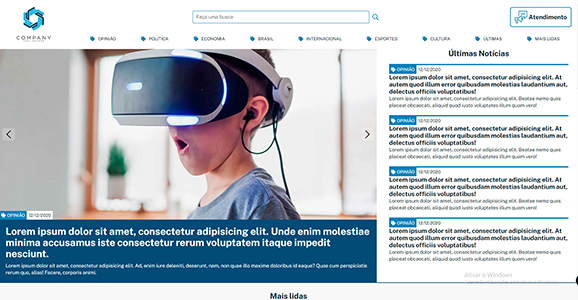 COMPANY
Faça uma busca
Atendimento
OPINIÃO POLÍTICA ECONOMIA BRASIL INTERNACIONAL ESPORTES CULTURA ÚLTIMAS MAIS LIDAS
OPINIÃO 12/12/2020
Lorem ipsum dolor sit amet, consectetur adipisicing elit. Unde enim molestiae
minima accusamus iste consectetur rerum voluptatem itaque impedit
nesciunt.
Lorem ipsum dolor sit amet, consectetur adipisicing elit. Ad, enim iure deleniti, deserunt, nam, non quae illo maxime doloribus id eaque? Quam perspiciatis
rerum quo, alias! Facere, corporis animi.
Últimas Notícias
OPINIÃO 12/12/2020
Lorem ipsum dolor sit amet, consectetur adipisicing elit. At
autem quod illum error quibusdam molestias laudantium aut,
delectus officiis voluptatibus!
Lorem ipsum dolor sit amet, consectetur adipisicing elit. Beatae nemo quas
placeat obcaecati, aliquid quod iusto voluptates illum quam vero!
OPINIÃO 12/12/2020
Lorem ipsum dolor sit amet, consectetur adipisicing elit. At
autem quod illum error quibusdam molestias laudantium aut,
delectus officiis voluptatibus!
Lorem ipsum dolor sit amet, consectetur adipisicing elit. Beatae nemo quas
placeat obcaecati, aliquid quod iusto voluptates illum quam vero!
OPINIÃO 12/12/2020
Lorem ipsum dolor sit amet, consectetur adipisicing elit. At
autem quod illum error quibusdam molestias laudantium aut,
delectus officiis voluptatibus!
Lorem ipsum dolor sit amet, consectetur adipisicing elit. Beatae nemo quas
placeat obcaecati, aliquid quod iusto voluptates illum quam vero!
OPINIÃO 12/12/2020
Lorem ipsum dolor sit amet, consectetur adipisicing elit. At
autem quod illum error quibusdam molestias laudantium aut,
delectus officiis voluptatibus!
Lorem ipsum dolor sit amet, consectetur adipisicing elit. Beatae nemo quas
Ativar o Windows
Mais lidas